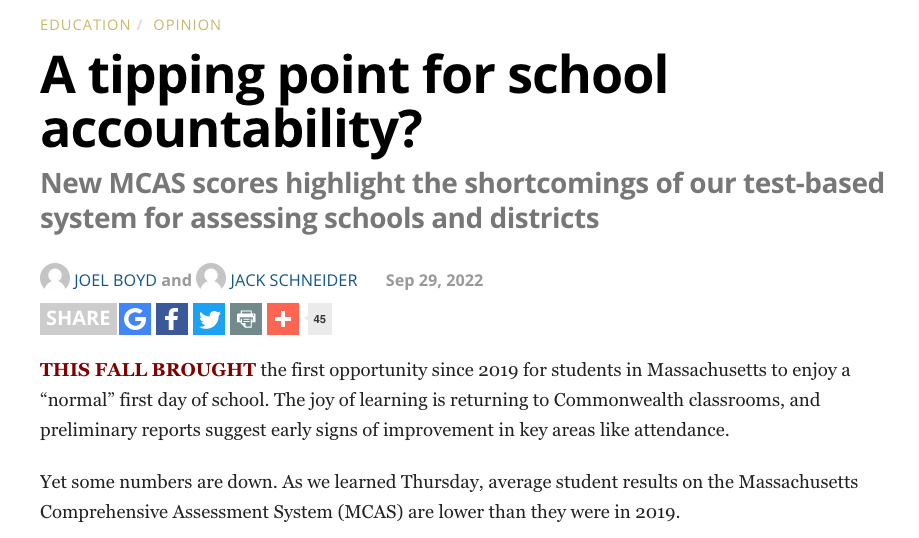 EDUCATION / OPINION
A tipping point for school
accountability?
New MCAS scores highlight the shortcomings of our test-based
system for assessing schools and districts
JOEL BOYD and JACK SCHNEIDER Sep 29, 2022
SHARE G f + 45
THIS FALL BROUGHT the first opportunity since 2019 for students in Massachusetts to enjoy a
“normal” first day of school. The joy of learning is returning to Commonwealth classrooms, and
preliminary reports suggest early signs of improvement in key areas like attendance.
Yet some numbers are down. As we learned Thursday, average student results on the Massachusetts
Comprehensive Assessment System (MCAS) are lower than they were in 2019.